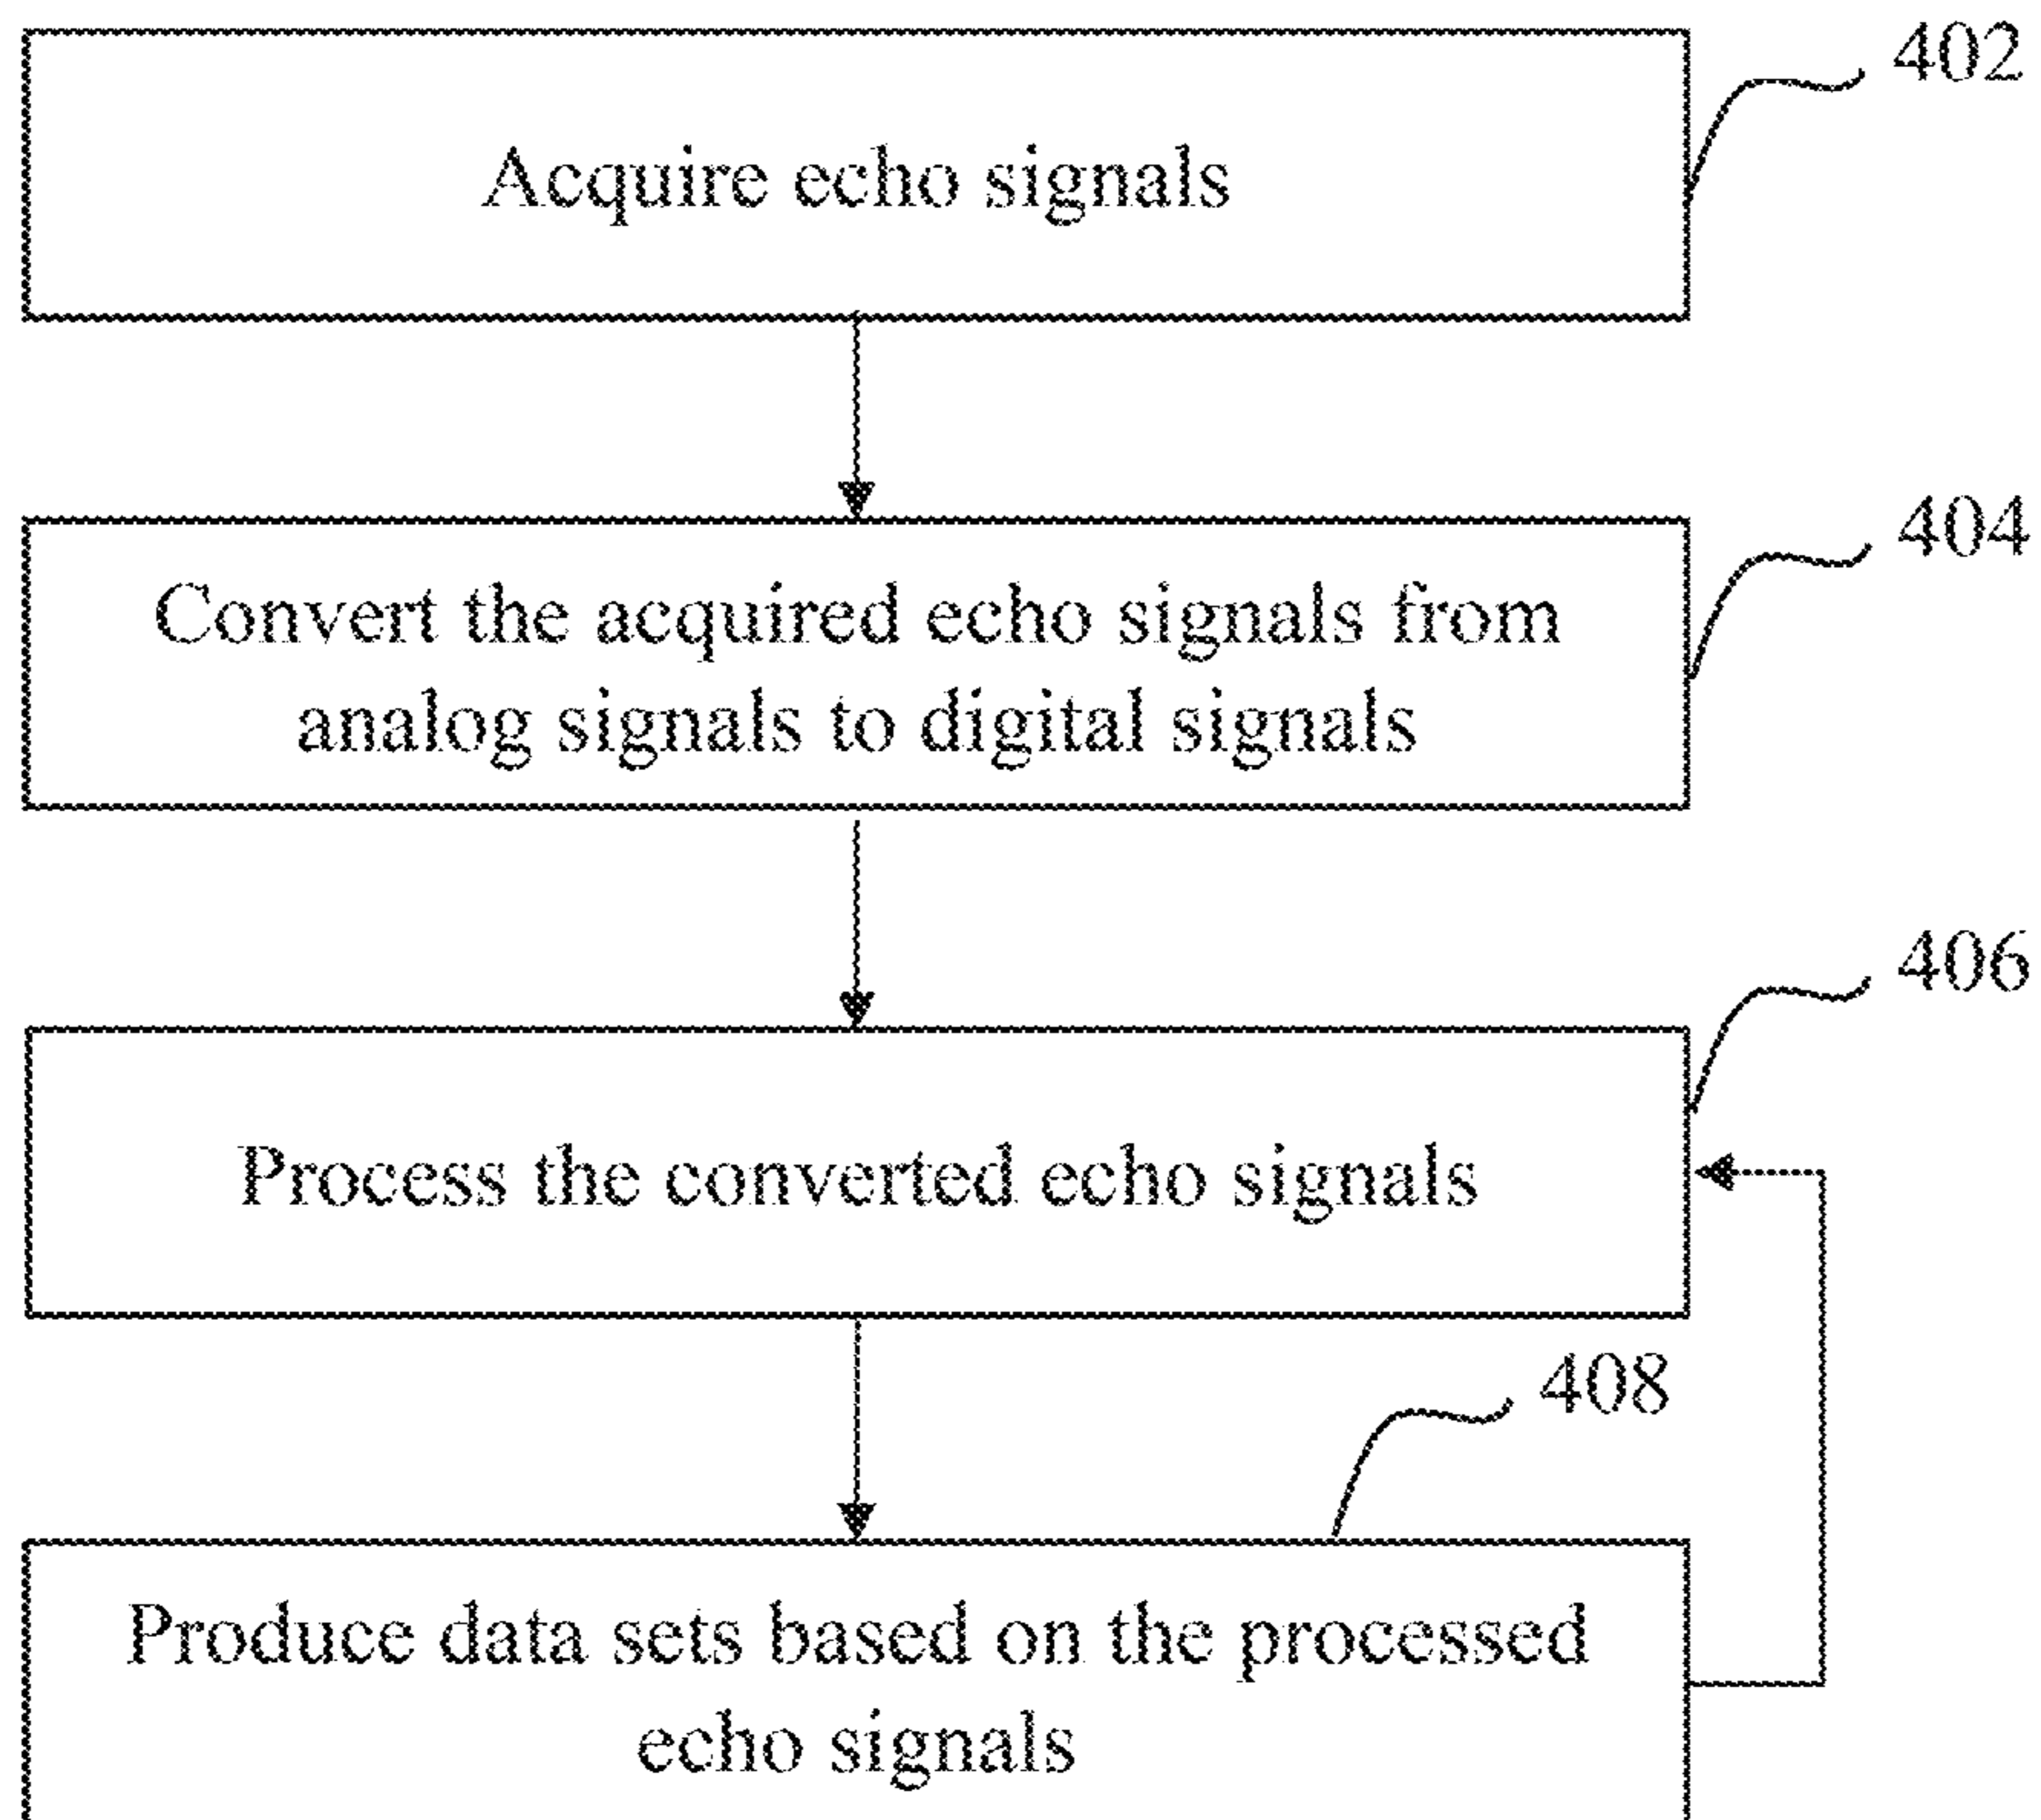 402
Acquire echo signals
404
Convert the acquired echo signals from
analog signals to digital signals
406
Process the converted echo signals
408
Produce data sets based on the processed
echo signals